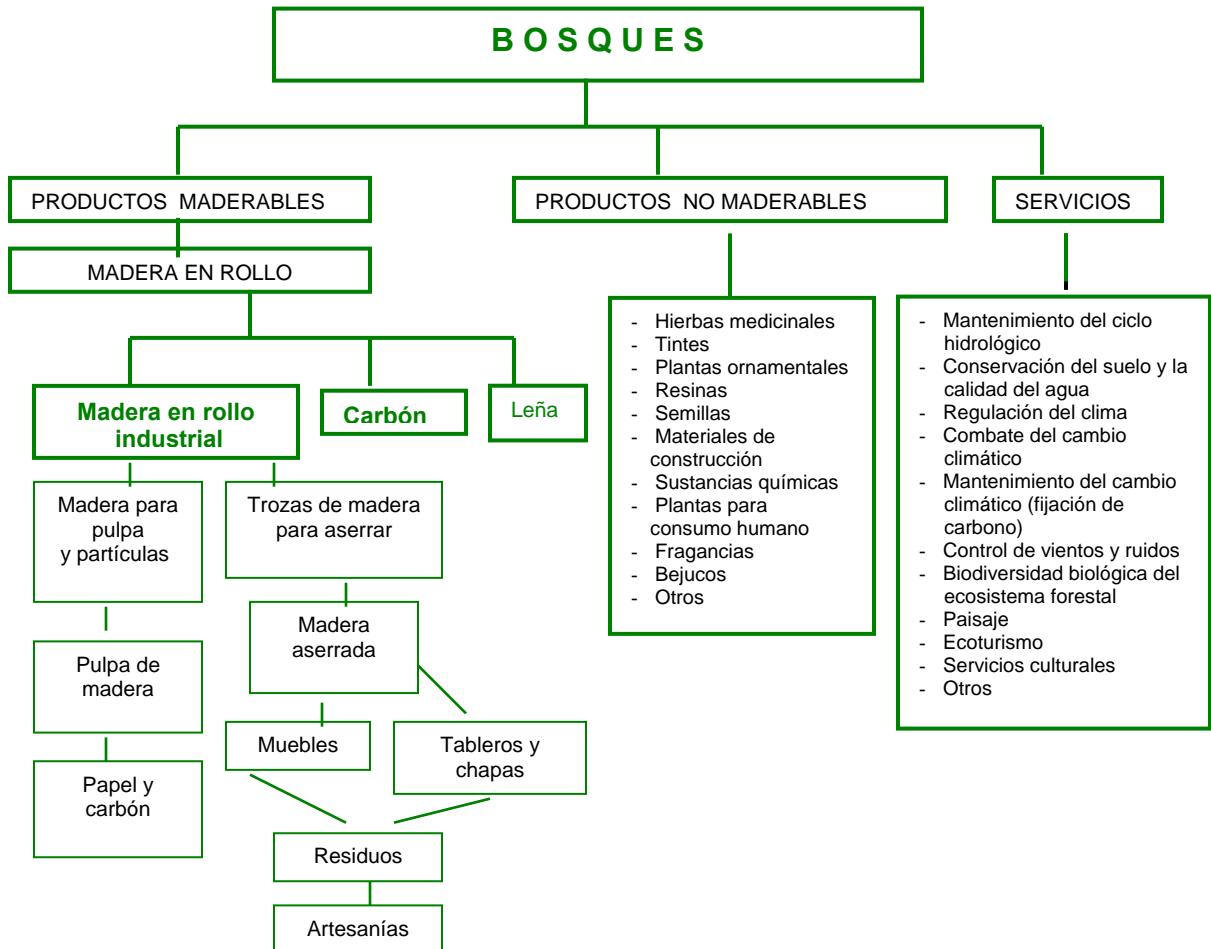 B O S Q U E S
PRODUCTOS MADERABLES
PRODUCTOS NO MADERABLES
SERVICIOS
MADERA EN ROLLO
Madera en rollo
industrial
Carbón
Leña
Madera para
pulpa
y partículas
Trozas de madera
para aserrar
Pulpa de
madera
Madera
aserrada
Papel y
carbón
Muebles
Tableros y
chapas
Residuos
Artesanías
- Hierbas medicinales
- Tintes
- Plantas ornamentales
- Resinas
- Semillas
- Materiales de
construcción
- Sustancias químicas
- Plantas para
consumo humano
- Fragancias
- Bejucos
- Otros
- Mantenimiento del ciclo
hidrológico
- Conservación del suelo y la
calidad del agua
- Regulación del clima
- Combate del cambio
climático
- Mantenimiento del cambio
climático (fijación de
carbono)
- Control de vientos y ruidos
- Biodiversidad biológica del
ecosistema forestal
- Paisaje
- Ecoturismo
- Servicios culturales
- Otros